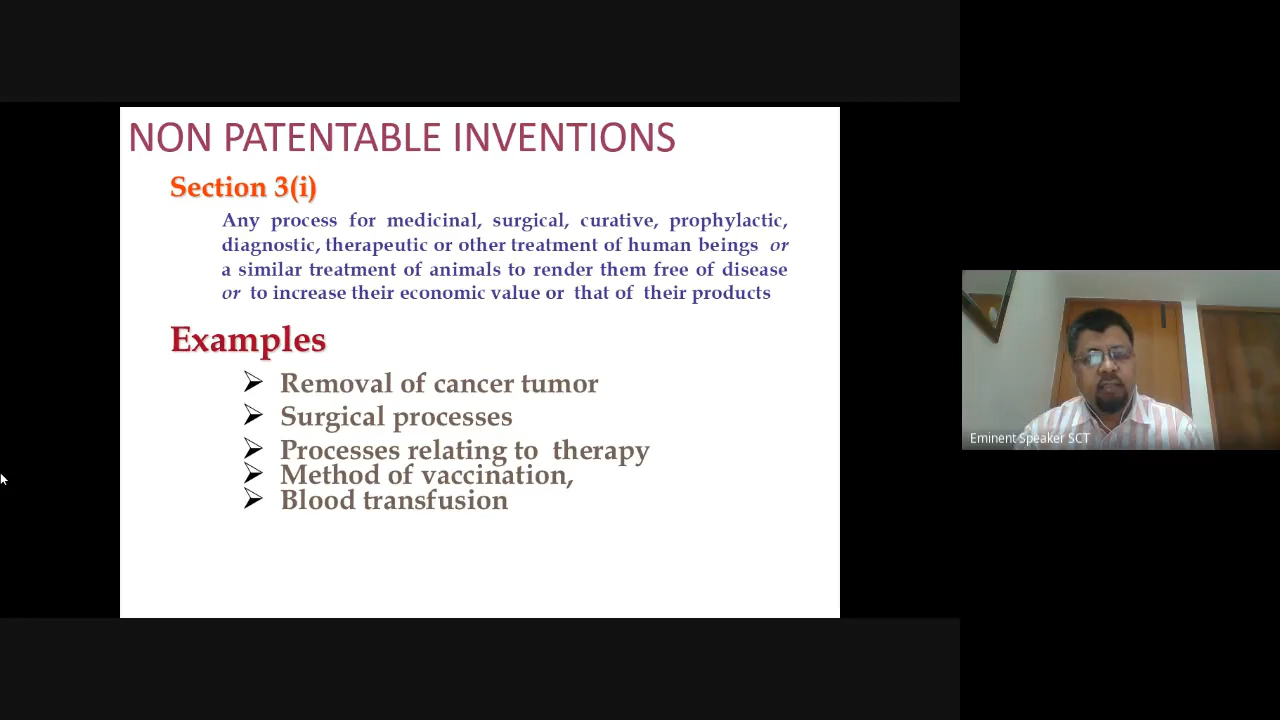 NON PATENTABLE INVENTIONS
Section 3(i)
Any process for medicinal, surgical, curative, prophylactic,
diagnostic, therapeutic or other treatment of human beings or
a similar treatment of animals to render them free of disease
or to increase their economic value or that of their products
Examples
➢ Removal of cancer tumor
➢ Surgical processes
➢ Processes relating to therapy
➢ Method of vaccination,
➢ Blood transfusion
Eminent Speaker SCT